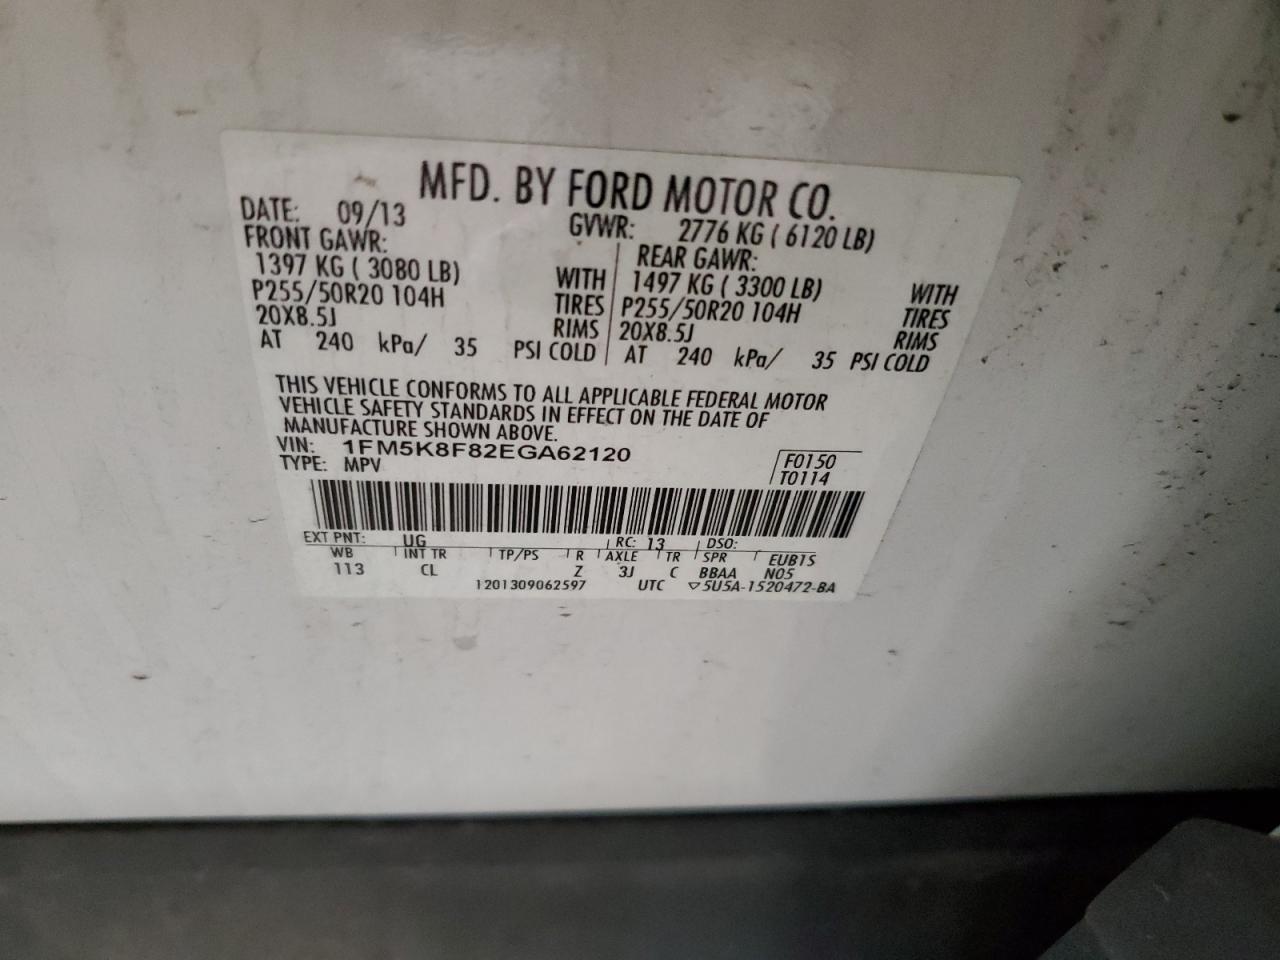 MFD. BY FORD MOTOR CO.
DATE: 09/13 GVWR: 2776 KG ( 6120 LB)
FRONT GAWR: REAR GAWR:
1397 KG ( 3080 LB) WITH 1497 KG ( 3300 LB) WITH
P255/50R20 104H TIRES P255/50R20 104H TIRES
20X8.5J RIMS 20X8.5J RIMS
AT 240 kPa/ 35 PSI COLD AT 240 kPa/ 35 PSI COLD
THIS VEHICLE CONFORMS TO ALL APPLICABLE FEDERAL MOTOR
VEHICLE SAFETY STANDARDS IN EFFECT ON THE DATE OF
MANUFACTURE SHOWN ABOVE.
VIN: 1FM5K8F82EGA62120 F0150
TYPE: MPV T0114
EXT PNT: UG RC: 13 DSO:
WB INT TR TP/PS R AXLE TR SPR EUB1S
113 CL Z 3J C BBAA N05
1201309062597 UTC ▽5U5A-1520472-BA